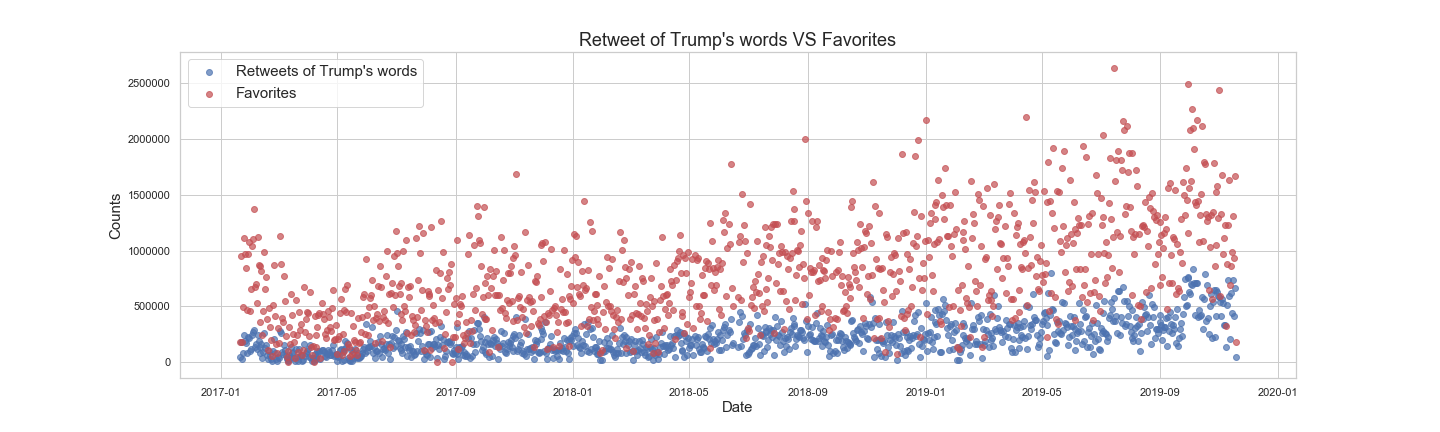 Retweet of Trump's words VS Favorites
Retweets of Trump's words
Favorites
Counts
2500000
2000000
1500000
1000000
500000
0
2017-01 2017-05 2017-09 2018-01 2018-05 2018-09 2019-01 2019-05 2019-09 2020-01
Date